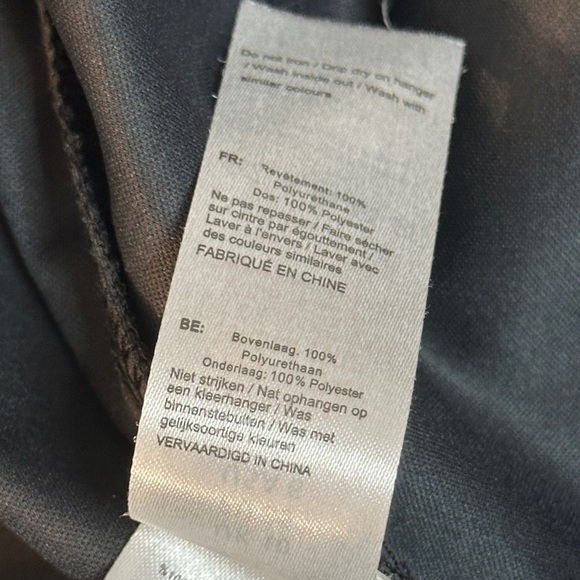 Do not iron / Drip dry on hanger
/ Wash inside out / Wash with
similar colours
FR: Revêtement: 100%
Polyuréthane
Dos: 100% Polyester
Ne pas repasser / Faire sécher
sur cintre par égouttement /
Laver à l'envers / Laver avec
des couleurs similaires
FABRIQUÉ EN CHINE
BE: Bovenlaag: 100%
Polyurethaan
Onderlaag: 100% Polyester
Niet strijken / Nat ophangen op
een kleerhanger / Was
binnenstebuiten / Was met
gelijksoortige kleuren
VERVAARDIGD IN CHINA